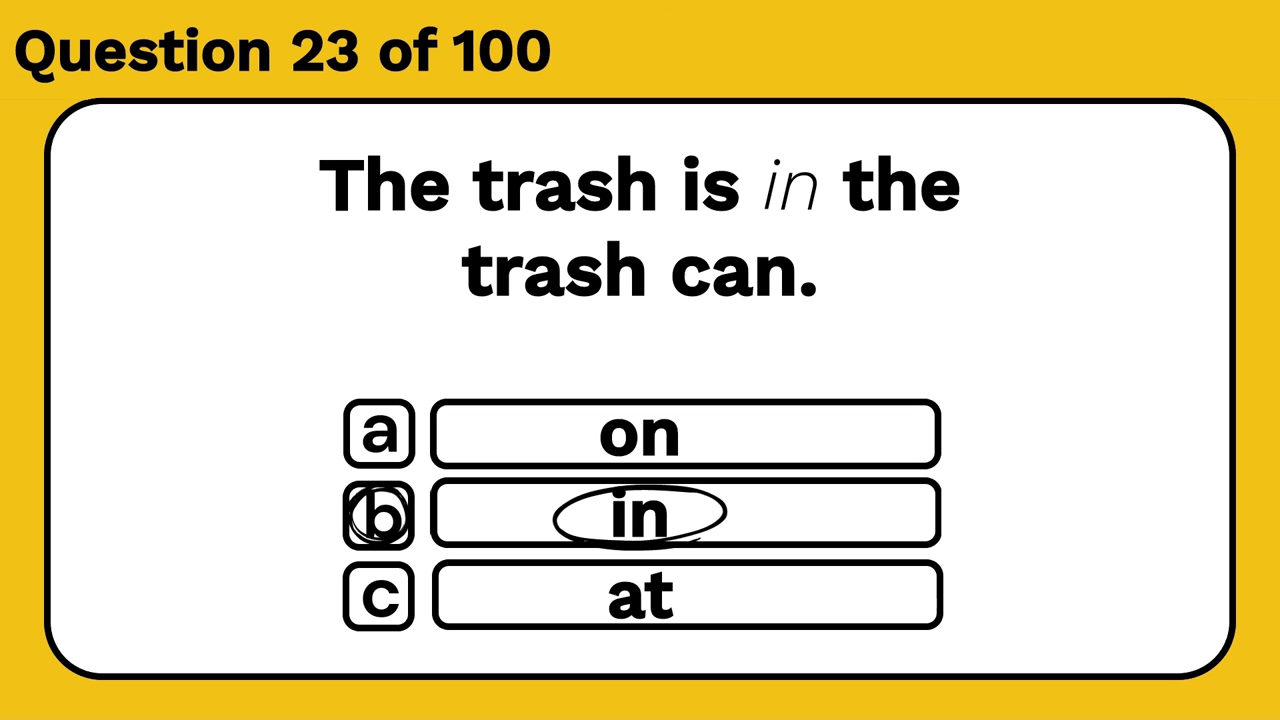 Question 23 of 100
The trash is in the
trash can.
a on
b in
c at